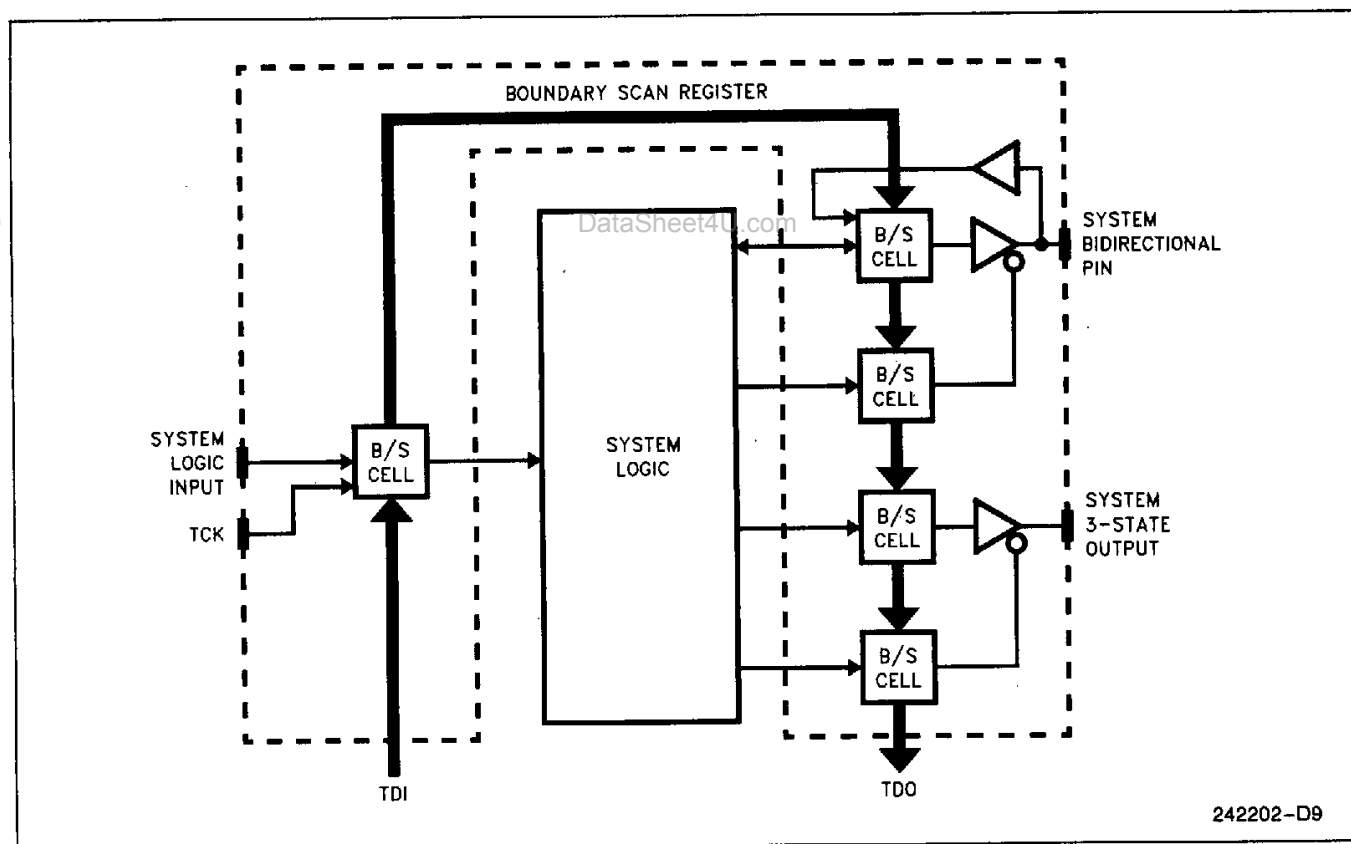 BOUNDARY SCAN REGISTER
DataSheet4U.com
B/S
CELL
SYSTEM
BIDIRECTIONAL
PIN
B/S
CELL
SYSTEM
LOGIC
INPUT
B/S
CELL
SYSTEM
LOGIC
TCK
B/S
CELL
SYSTEM
3-STATE
OUTPUT
B/S
CELL
TDI
TDO
242202-D9